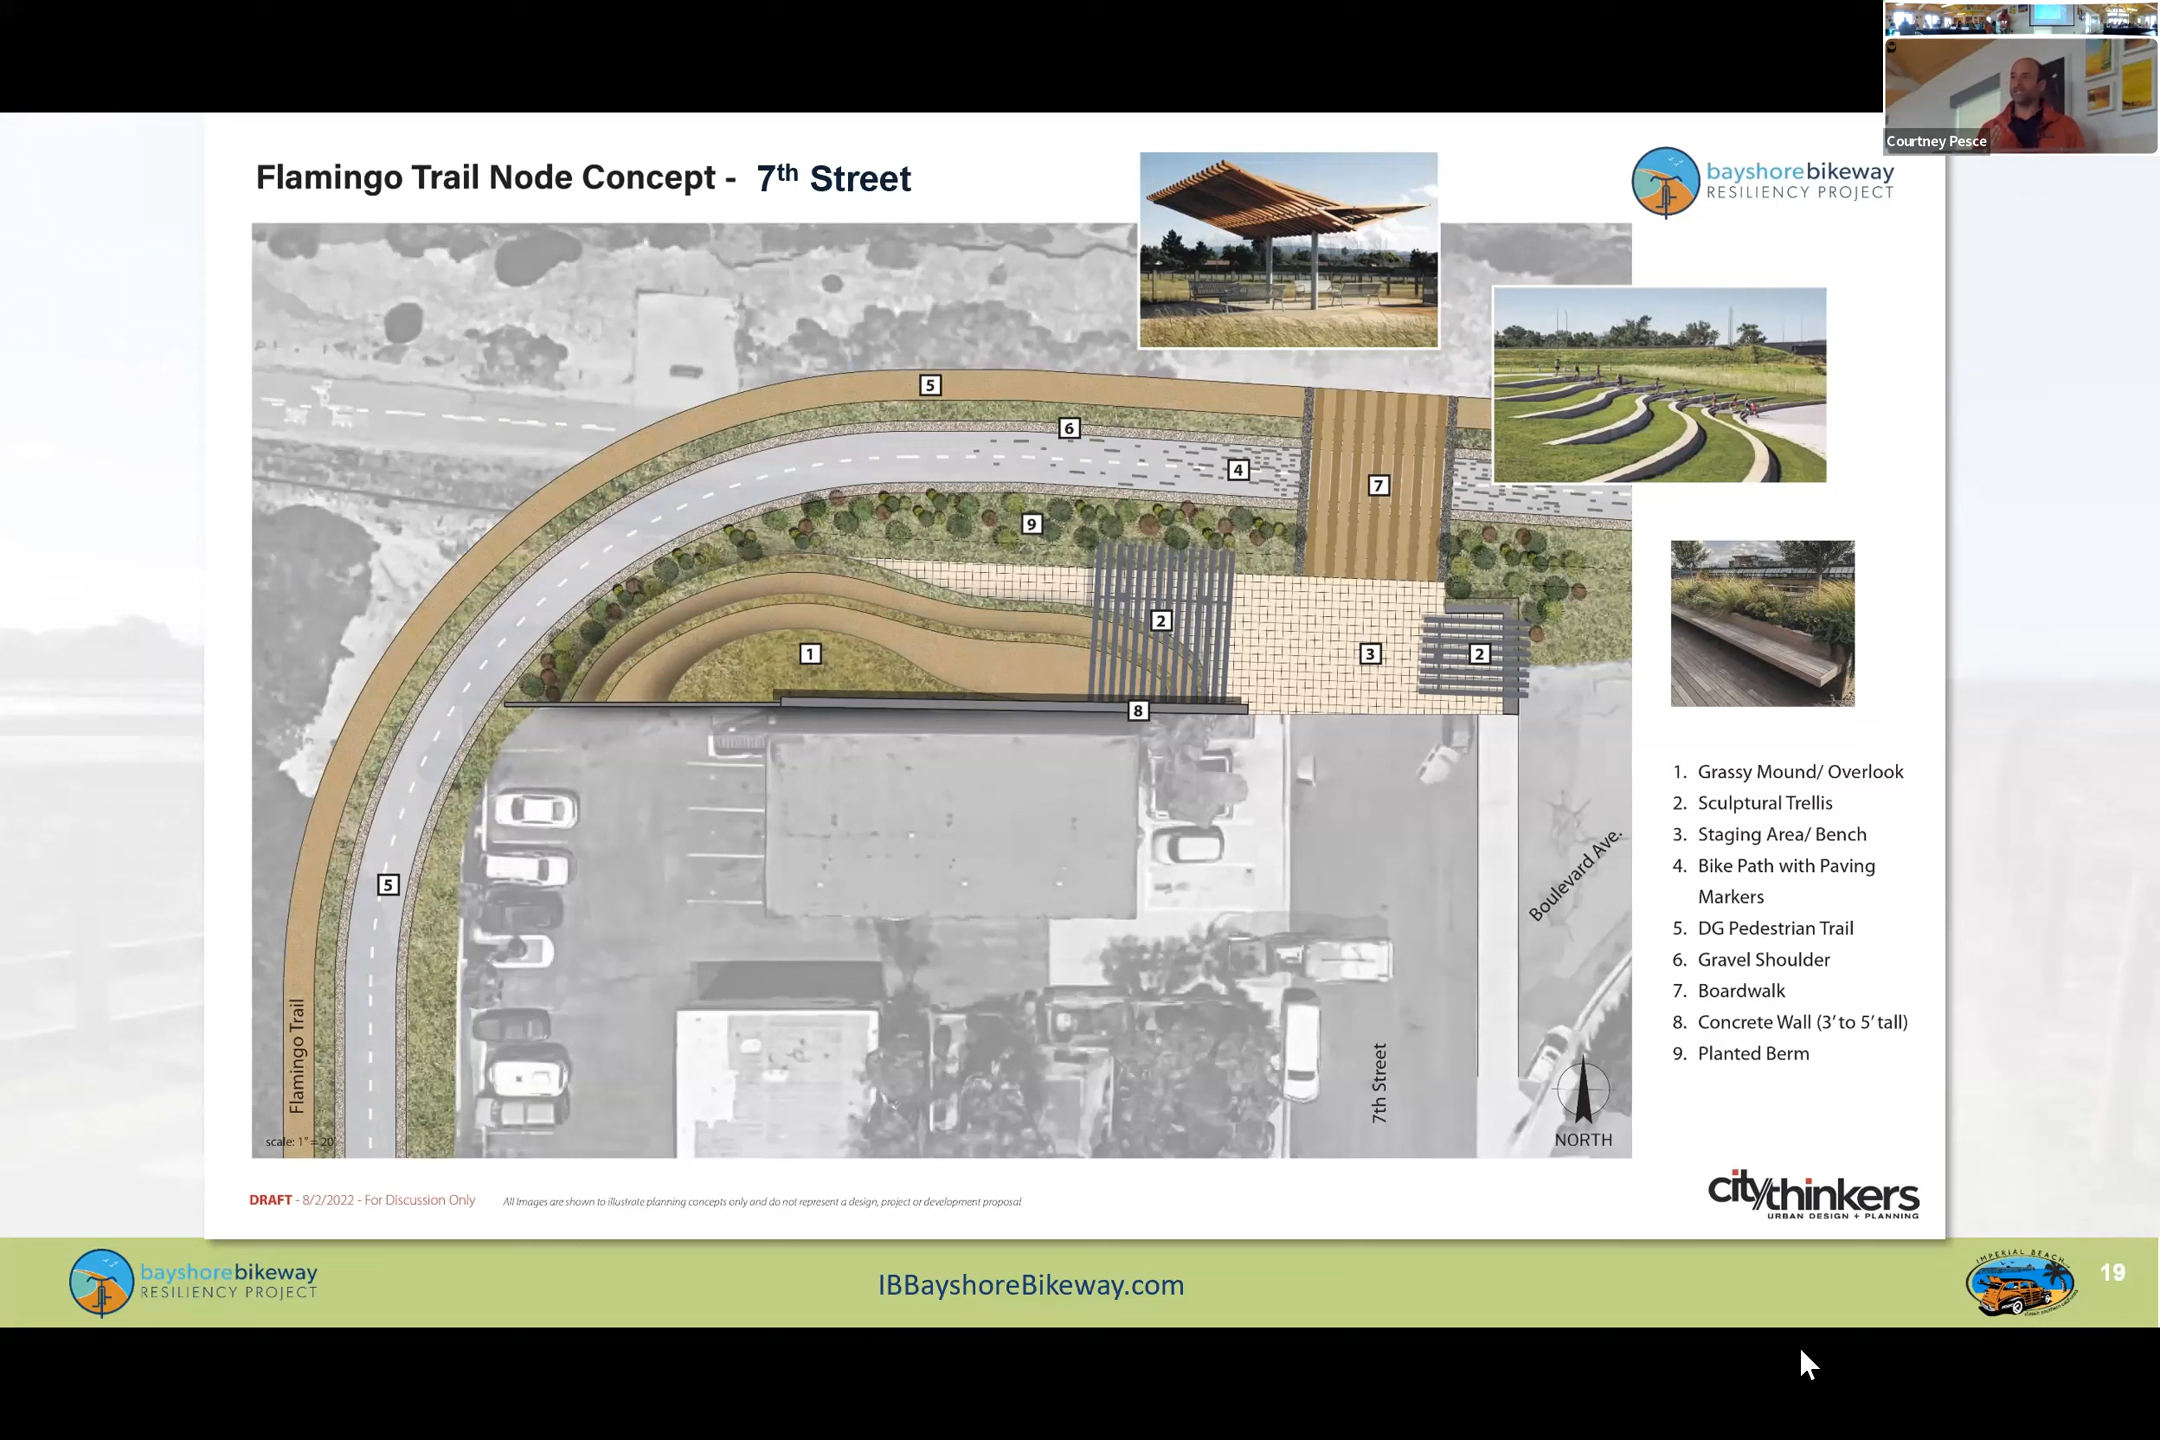 Courtney Pesce
Flamingo Trail Node Concept - 7th Street
bayshorebikeway
RESILIENCY PROJECT
5
6
4
7
9
2
1
3
2
8
5
Boulevard Ave.
Flamingo Trail
7th Street
scale: 1" = 20'
NORTH
1. Grassy Mound/ Overlook
2. Sculptural Trellis
3. Staging Area/ Bench
4. Bike Path with Paving
Markers
5. DG Pedestrian Trail
6. Gravel Shoulder
7. Boardwalk
8. Concrete Wall (3' to 5' tall)
9. Planted Berm
DRAFT - 8/2/2022 - For Discussion Only
All Images are shown to illustrate planning concepts only and do not represent a design, project or development proposal
citythinkers
URBAN DESIGN + PLANNING
bayshorebikeway
RESILIENCY PROJECT
IBBayshoreBikeway.com
IMPERIAL BEACH
19